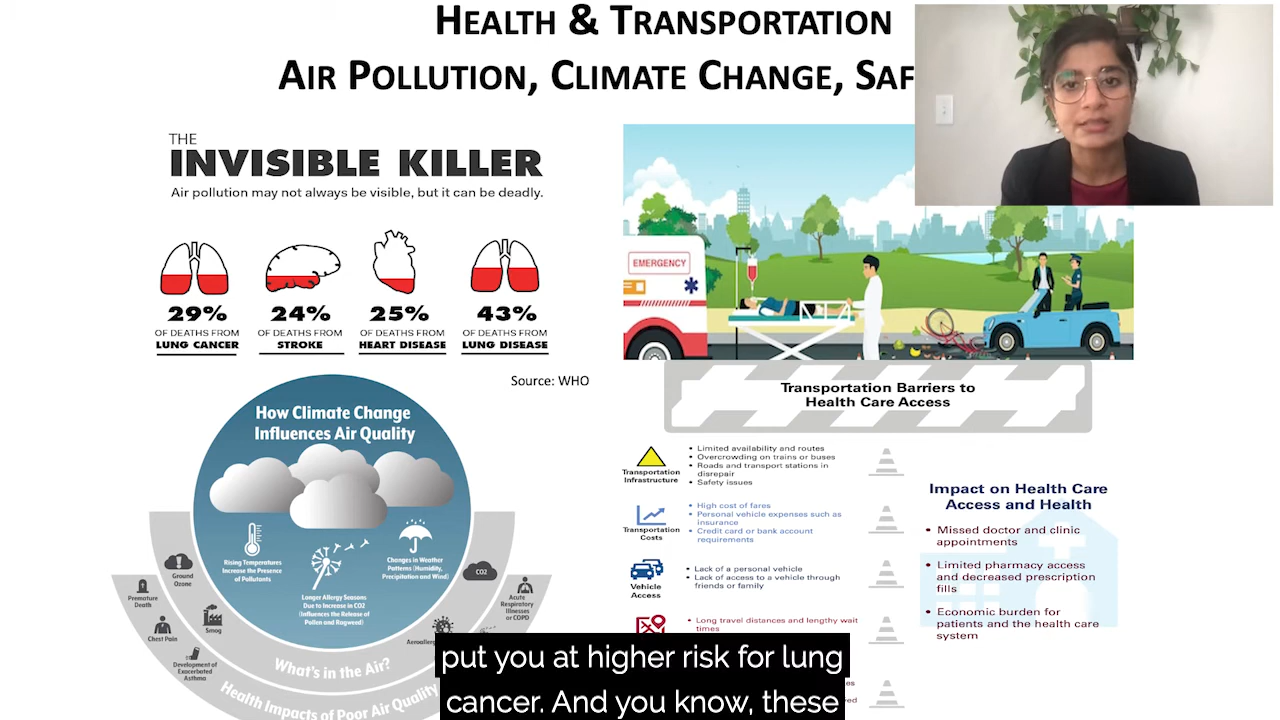 HEALTH & TRANSPORTATION
AIR POLLUTION, CLIMATE CHANGE, SAF
THE
INVISIBLE KILLER
Air pollution may not always be visible, but it can be deadly.
29%
OF DEATHS FROM
LUNG CANCER
24%
OF DEATHS FROM
STROKE
25%
OF DEATHS FROM
HEART DISEASE
43%
OF DEATHS FROM
LUNG DISEASE
Source: WHO
EMERGENCY
How Climate Change
Influences Air Quality
Rising Temperatures
Increase the Presence
of Pollutants
Longer Allergy Seasons
Due to Increase in CO2
(Influences the Release of
Pollen and Ragweed)
Changes in Weather
Patterns (Humidity,
Precipitation and Wind)
Ground
Ozone
Smog
CO2
Premature
Death
Chest Pain
Development of
Exacerbated
Asthma
Acute
Respiratory
Illnesses
or COPD
What's in the Air?
Health Impacts of Poor Air Quality
Transportation Barriers to
Health Care Access
Transportation
Infrastructure
• Limited availability and routes
• Overcrowding on trains or buses
• Roads and transport stations in
disrepair
• Safety issues
Transportation
Costs
• High cost of fares
• Personal vehicle expenses such as
insurance
• Credit card or bank account
requirements
Vehicle
Access
• Lack of a personal vehicle
• Lack of access to a vehicle through
friends or family
• Long travel distances and lengthy wait
times
Impact on Health Care
Access and Health
• Missed doctor and clinic
appointments
• Limited pharmacy access
and decreased prescription
fills
• Economic burden for
patients and the health care
system
put you at higher risk for lung
cancer. And you know, these